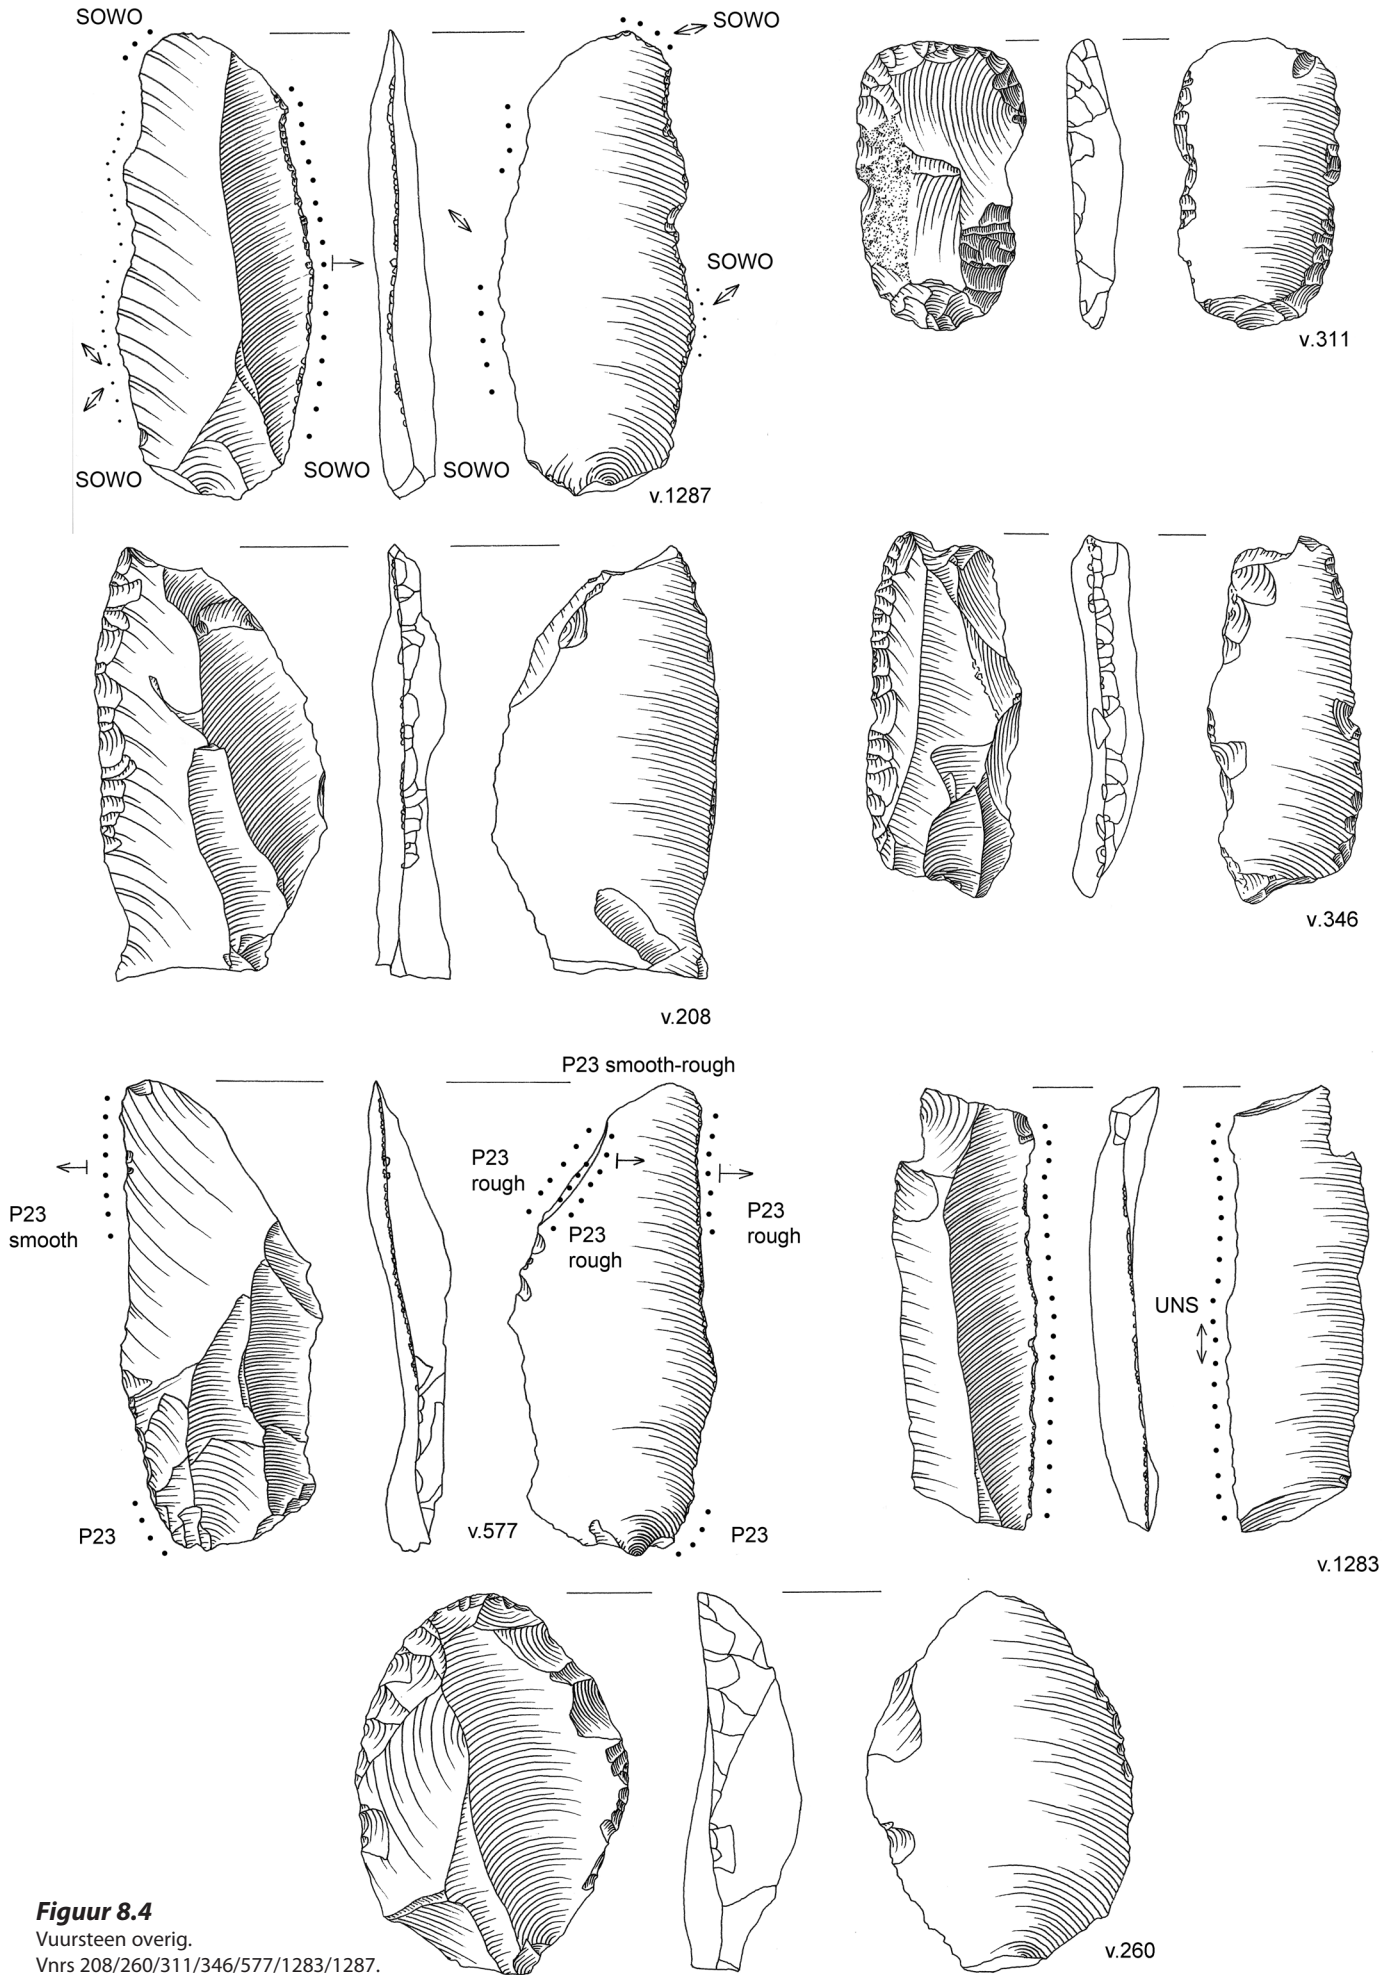 SOWO
SOWO
SOWO
SOWO
SOWO
SOWO
v.1287
v.311
v.208
v.346
P23 smooth-rough
P23
rough
P23
smooth
P23
rough
P23
rough
P23
v.577
P23
UNS
v.1283
v.260
Figuur 8.4
Vuursteen overig.
Vnrs 208/260/311/346/577/1283/1287.